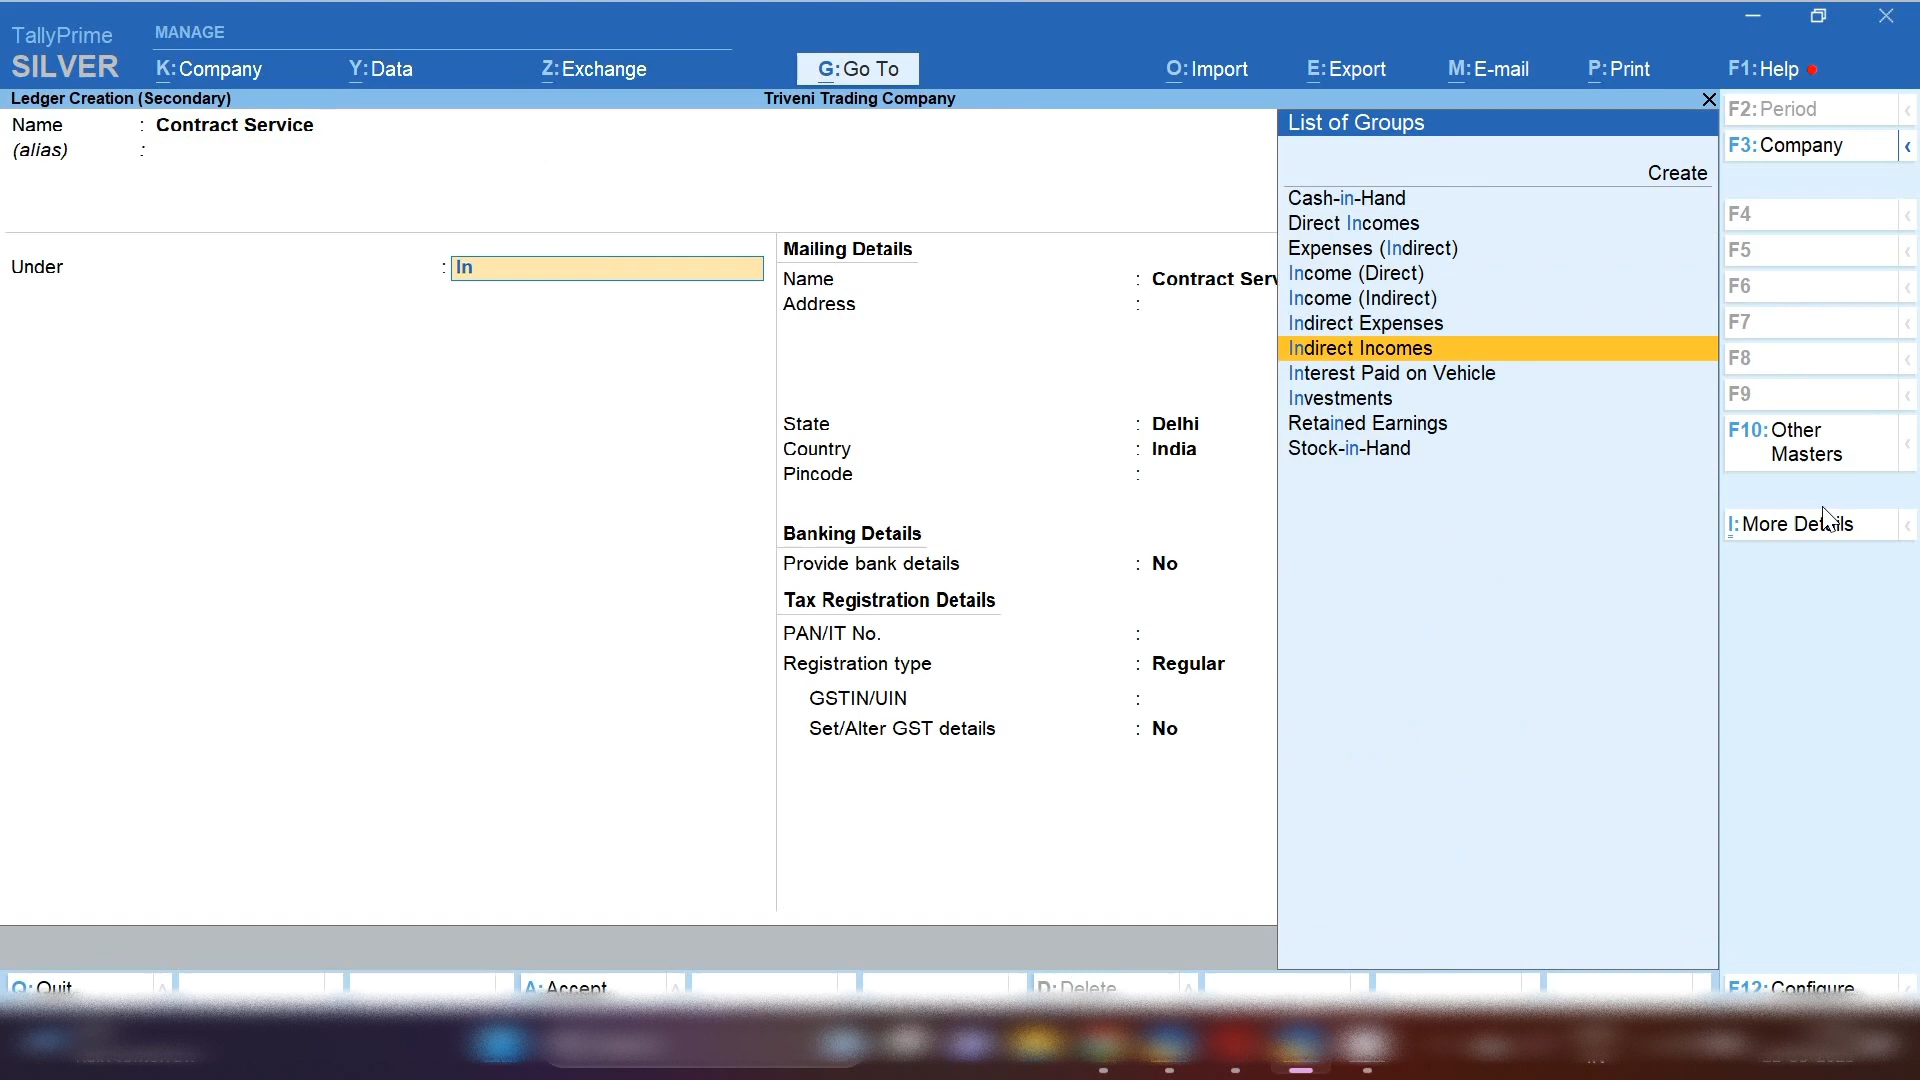 TallyPrime
SILVER
MANAGE
K:Company
Y:Data
Z:Exchange
G:Go To
O:Import
E:Export
M:E-mail
P:Print
F1:Help
Ledger Creation (Secondary)
Triveni Trading Company
Name : Contract Service
(alias) :
Under : In
Mailing Details
Name : Contract Serv
Address :
State : Delhi
Country : India
Pincode :
Banking Details
Provide bank details : No
Tax Registration Details
PAN/IT No. :
Registration type : Regular
GSTIN/UIN :
Set/Alter GST details : No
List of Groups
Create
Cash-in-Hand
Direct Incomes
Expenses (Indirect)
Income (Direct)
Income (Indirect)
Indirect Expenses
Indirect Incomes
Interest Paid on Vehicle
Investments
Retained Earnings
Stock-in-Hand
F2:Period
F3:Company
F4
F5
F6
F7
F8
F9
F10:Other
Masters
I:More Details
Q:Quit
A:Accept
D:Delete
F12:Configure